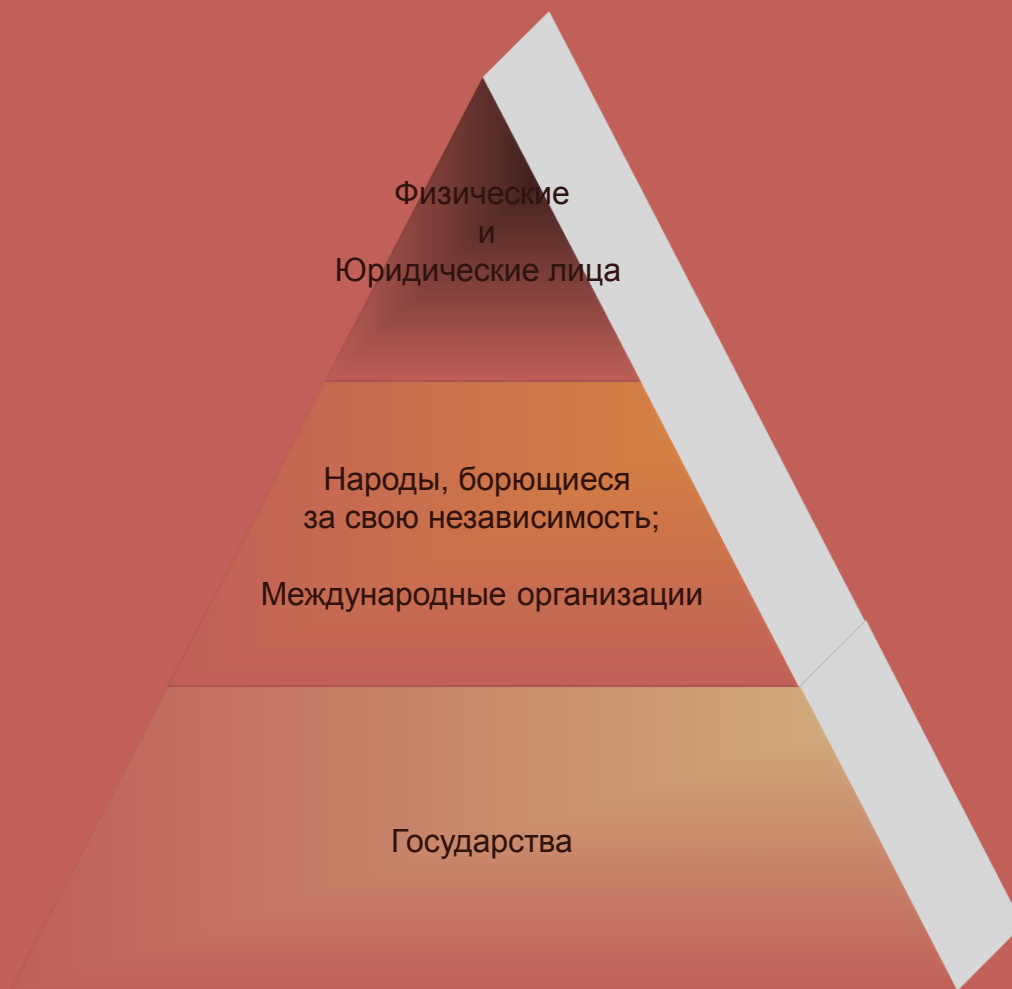 Физические
и
Юридические лица
Народы, борющиеся
за свою независимость;
Международные организации
Государства